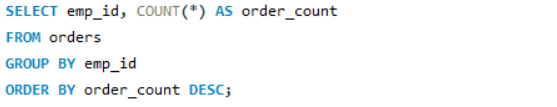 SELECT emp_id, COUNT(*) AS order_count
FROM orders
GROUP BY emp_id
ORDER BY order_count DESC;